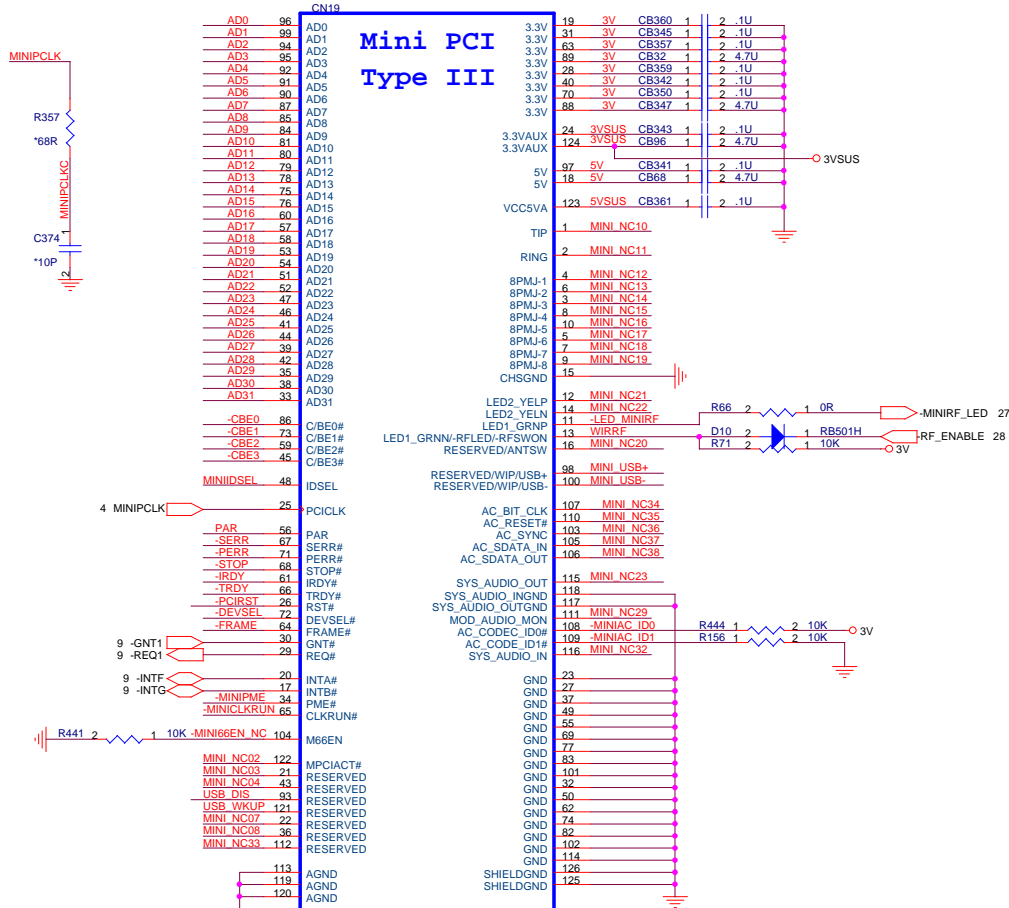 CN19
Mini PCI
Type III
MINIPCLK
R357
*68R
MINIPCLKC
1
C374
*10P
2
AD0 96 AD0
AD1 99 AD1
AD2 94 AD2
AD3 95 AD3
AD4 92 AD4
AD5 91 AD5
AD6 90 AD6
AD7 87 AD7
AD8 85 AD8
AD9 84 AD9
AD10 81 AD10
AD11 80 AD11
AD12 79 AD12
AD13 78 AD13
AD14 75 AD14
AD15 76 AD15
AD16 60 AD16
AD17 57 AD17
AD18 58 AD18
AD19 53 AD19
AD20 54 AD20
AD21 51 AD21
AD22 52 AD22
AD23 47 AD23
AD24 46 AD24
AD25 41 AD25
AD26 44 AD26
AD27 39 AD27
AD28 42 AD28
AD29 35 AD29
AD30 38 AD30
AD31 33 AD31
-CBE0 86 C/BE0#
-CBE1 73 C/BE1#
-CBE2 59 C/BE2#
-CBE3 45 C/BE3#
MINIIDSEL 48 IDSEL
4 MINIPCLK 25 PCICLK
PAR 56 PAR
-SERR 67 SERR#
-PERR 71 PERR#
-STOP 68 STOP#
-IRDY 61 IRDY#
-TRDY 66 TRDY#
-PCIRST 26 RST#
-DEVSEL 72 DEVSEL#
-FRAME 64 FRAME#
9 -GNT1 30 GNT#
9 -REQ1 29 REQ#
9 -INTF 20 INTA#
9 -INTG 17 INTB#
-MINIPME 34 PME#
-MINICLKRUN 65 CLKRUN#
R441 2 1 10K -MINI66EN_NC 104 M66EN
MINI_NC02 122 MPCIACT#
MINI_NC03 21 RESERVED
MINI_NC04 43 RESERVED
USB_DIS 93 RESERVED
USB_WKUP 121 RESERVED
MINI_NC07 22 RESERVED
MINI_NC08 36 RESERVED
MINI_NC33 112 RESERVED
113 AGND
119 AGND
120 AGND
3.3V 19 3V CB360 1 2 .1U
3.3V 31 3V CB345 1 2 .1U
3.3V 63 3V CB357 1 2 .1U
3.3V 89 3V CB32 1 2 4.7U
3.3V 28 3V CB359 1 2 .1U
3.3V 40 3V CB342 1 2 .1U
3.3V 70 3V CB350 1 2 .1U
3.3V 88 3V CB347 1 2 4.7U
3.3VAUX 24 3VSUS CB343 1 2 .1U
3.3VAUX 124 3VSUS CB96 1 2 4.7U
3VSUS
5V 97 5V CB341 1 2 .1U
5V 18 5V CB68 1 2 4.7U
VCC5VA 123 5VSUS CB361 1 2 .1U
TIP 1 MINI_NC10
RING 2 MINI_NC11
8PMJ-1 4 MINI_NC12
8PMJ-2 6 MINI_NC13
8PMJ-3 3 MINI_NC14
8PMJ-4 8 MINI_NC15
8PMJ-5 10 MINI_NC16
8PMJ-6 5 MINI_NC17
8PMJ-7 7 MINI_NC18
8PMJ-8 9 MINI_NC19
CHSGND 15
LED2_YELP 12 MINI_NC21
LED2_YELN 14 MINI_NC22
LED1_GRNP 11 -LED_MINIRF R66 2 1 0R -MINIRF_LED 27
LED1_GRNN/-RFLED/-RFSWON 13 WIRRF D10 2 1 RB501H -RF_ENABLE 28
RESERVED/ANTSW 16 MINI_NC20 R71 2 1 10K 3V
RESERVED/WIP/USB+ 98 MINI_USB+
RESERVED/WIP/USB- 100 MINI_USB-
AC_BIT_CLK 107 MINI_NC34
AC_RESET# 110 MINI_NC35
AC_SYNC 103 MINI_NC36
AC_SDATA_IN 105 MINI_NC37
AC_SDATA_OUT 106 MINI_NC38
SYS_AUDIO_OUT 115 MINI_NC23
SYS_AUDIO_INGND 118
SYS_AUDIO_OUTGND 117
MOD_AUDIO_MON 111 MINI_NC29
AC_CODEC_ID0# 108 -MINIAC_ID0 R444 1 2 10K 3V
AC_CODE_ID1# 109 -MINIAC_ID1 R156 1 2 10K
SYS_AUDIO_IN 116 MINI_NC32
GND 23
GND 27
GND 37
GND 49
GND 55
GND 69
GND 77
GND 83
GND 101
GND 32
GND 50
GND 62
GND 74
GND 82
GND 102
GND 114
SHIELDGND 126
SHIELDGND 125